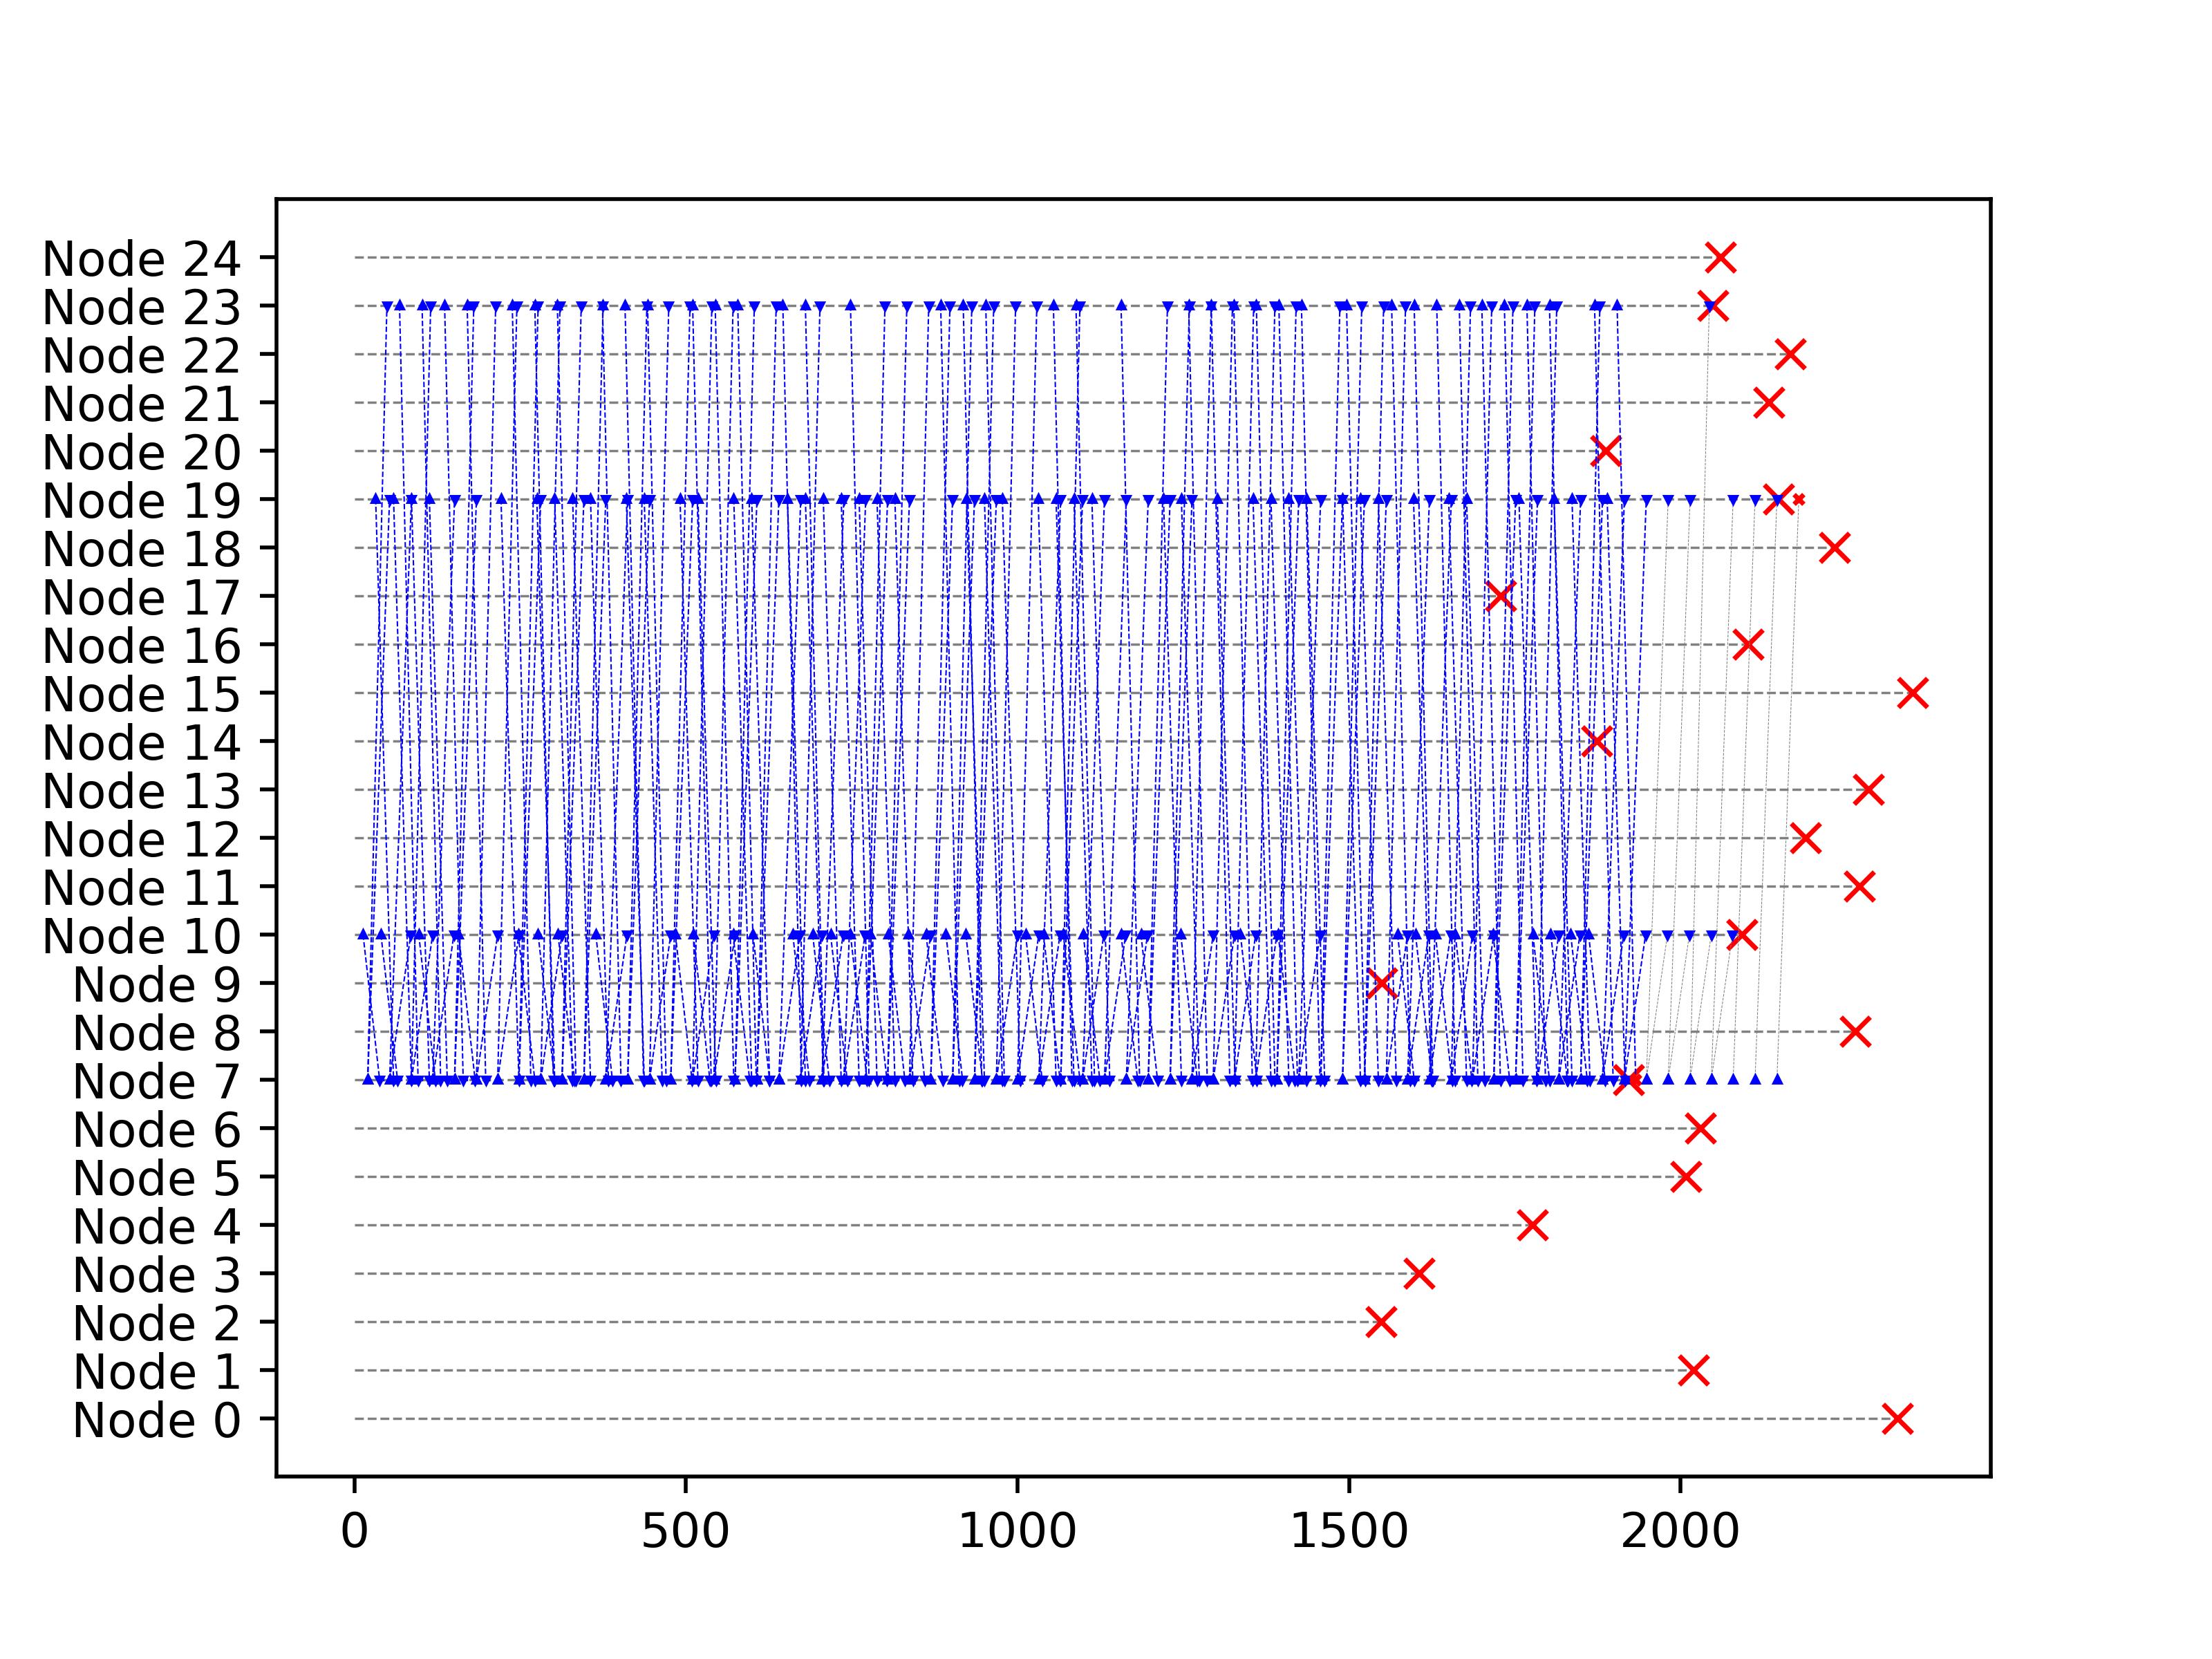 Node 24
Node 23
Node 22
Node 21
Node 20
Node 19
Node 18
Node 17
Node 16
Node 15
Node 14
Node 13
Node 12
Node 11
Node 10
Node 9
Node 8
Node 7
Node 6
Node 5
Node 4
Node 3
Node 2
Node 1
Node 0
0 500 1000 1500 2000